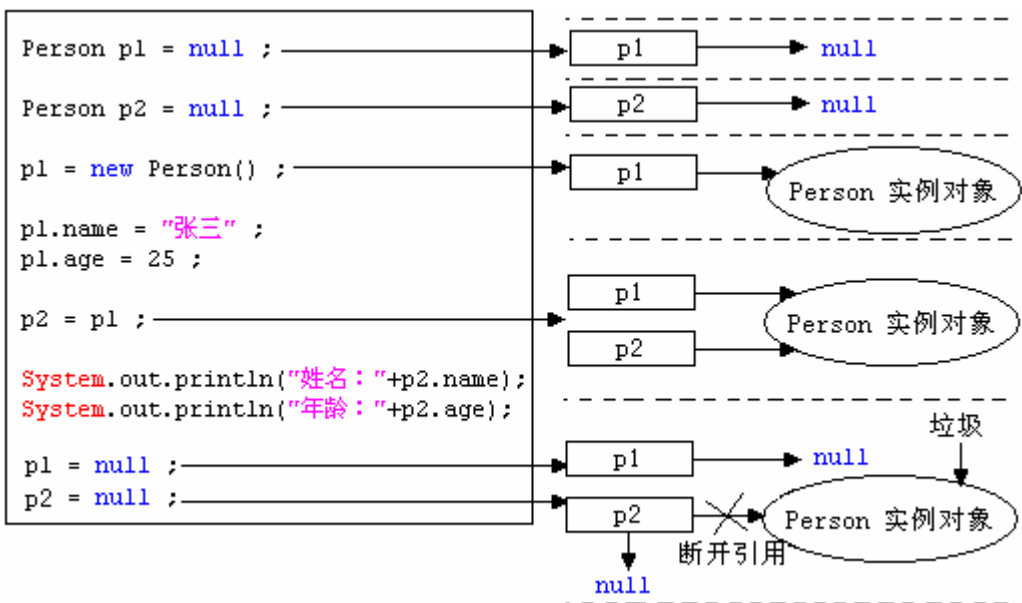 Person p1 = null ;
p1
null
Person p2 = null ;
p2
null
p1 = new Person() ;
p1
Person 实例对象
p1.name = "张三" ;
p1.age = 25 ;
p1
p2 = p1 ;
Person 实例对象
p2
System.out.println("姓名："+p2.name);
System.out.println("年龄："+p2.age);
垃圾
p1 = null ;
p1
null
p2 = null ;
p2
Person 实例对象
断开引用
null